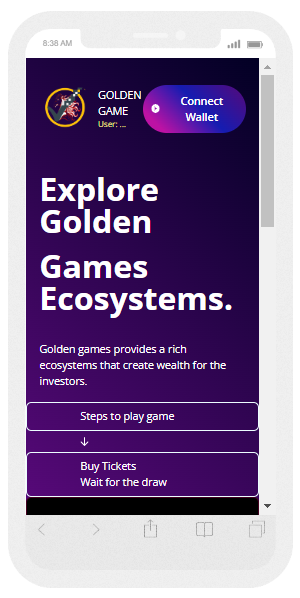 8:38 AM
GOLDEN
GAME
User: ...
Connect
Wallet
Explore
Golden
Games
Ecosystems.
Golden games provides a rich
ecosystems that create wealth for the
investors.
Steps to play game
↓
Buy Tickets
Wait for the draw